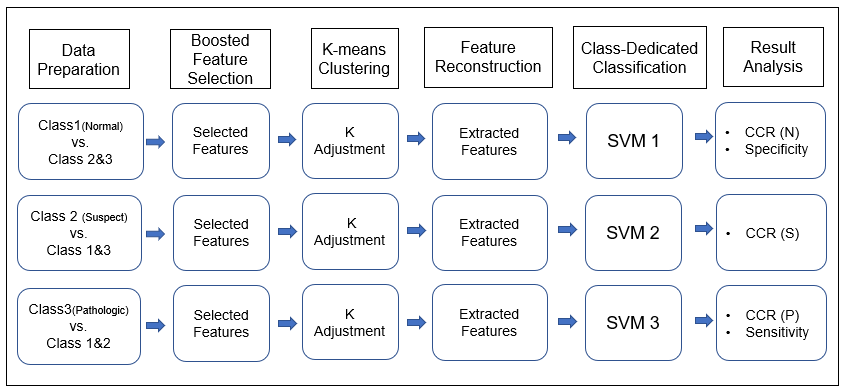 Data
Preparation
Boosted
Feature
Selection
K-means
Clustering
Feature
Reconstruction
Class-Dedicated
Classification
Result
Analysis
Class1(Normal)
vs.
Class 2&3
Selected
Features
K
Adjustment
Extracted
Features
SVM 1
• CCR (N)
• Specificity
Class 2 (Suspect)
vs.
Class 1&3
Selected
Features
K
Adjustment
Extracted
Features
SVM 2
• CCR (S)
Class3(Pathologic)
vs.
Class 1&2
Selected
Features
K
Adjustment
Extracted
Features
SVM 3
• CCR (P)
• Sensitivity